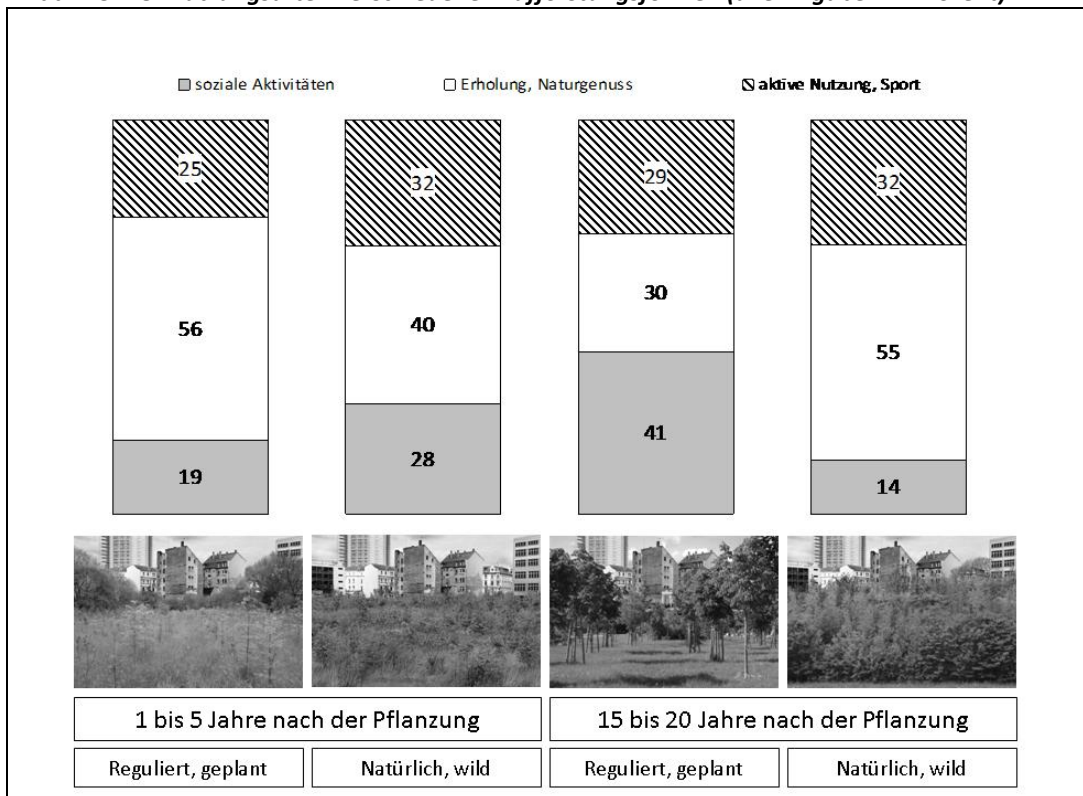 soziale Aktivitäten Erholung, Naturgenuss aktive Nutzung, Sport
25 32 29 32
56 40 30 55
19 28 41 14
1 bis 5 Jahre nach der Pflanzung 15 bis 20 Jahre nach der Pflanzung
Reguliert, geplant Natürlich, wild Reguliert, geplant Natürlich, wild